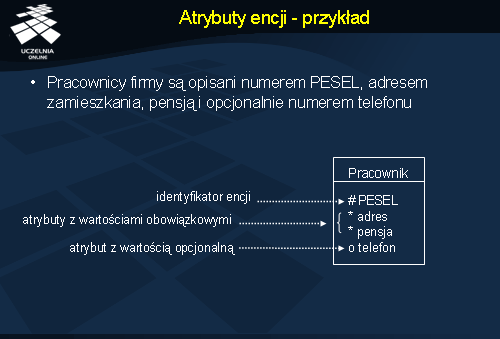 Atrybuty encji - przykład
UCZELNIA
ONLINE
• Pracownicy firmy są opisani numerem PESEL, adresem
zamieszkania, pensją i opcjonalnie numerem telefonu
Pracownik
identyfikator encji
# PESEL
atrybuty z wartościami obowiązkowymi
{
* adres
* pensja
atrybut z wartością opcjonalną
o telefon